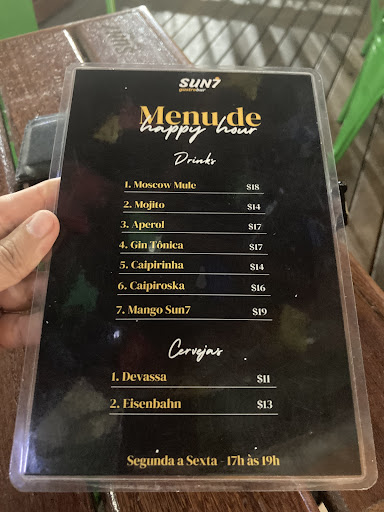 SUN7
gastrobar
Menu de
happy hour
Drinks
1. Moscow Mule $18
2. Mojito $14
3. Aperol $17
4. Gin Tônica $17
5. Caipirinha $14
6. Caipiroska $16
7. Mango Sun7 $19
Cervejas
1. Devassa $11
2. Eisenbahn $13
Segunda a Sexta - 17h às 19h